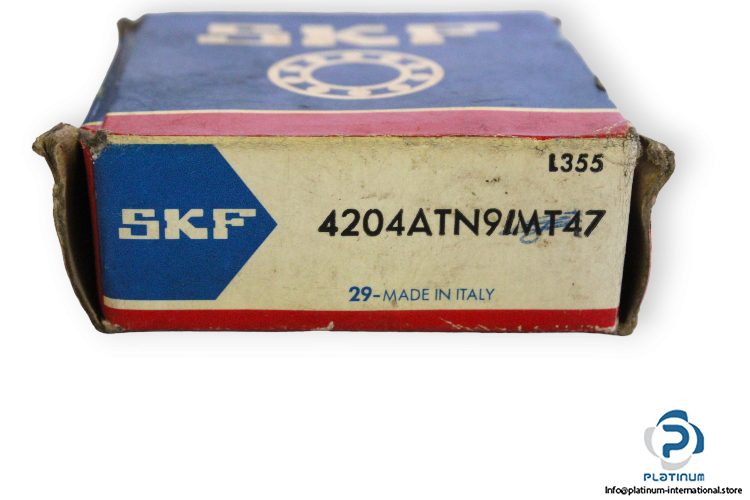 SKF
L355
SKF
4204ATN9/MT47
29-MADE IN ITALY
PLATINUM
Info@platinum-international.store